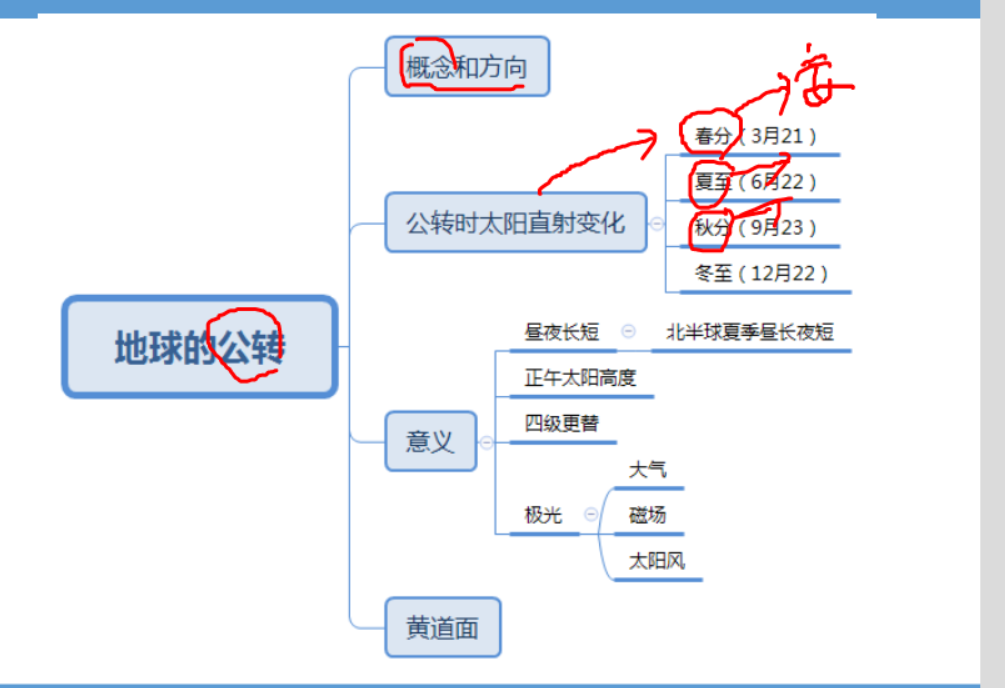 概念和方向
春分（3月21）
夏至（6月22）
公转时太阳直射变化
秋分（9月23）
冬至（12月22）
地球的公转
昼夜长短
北半球夏季昼长夜短
正午太阳高度
四级更替
意义
大气
极光
磁场
太阳风
黄道面